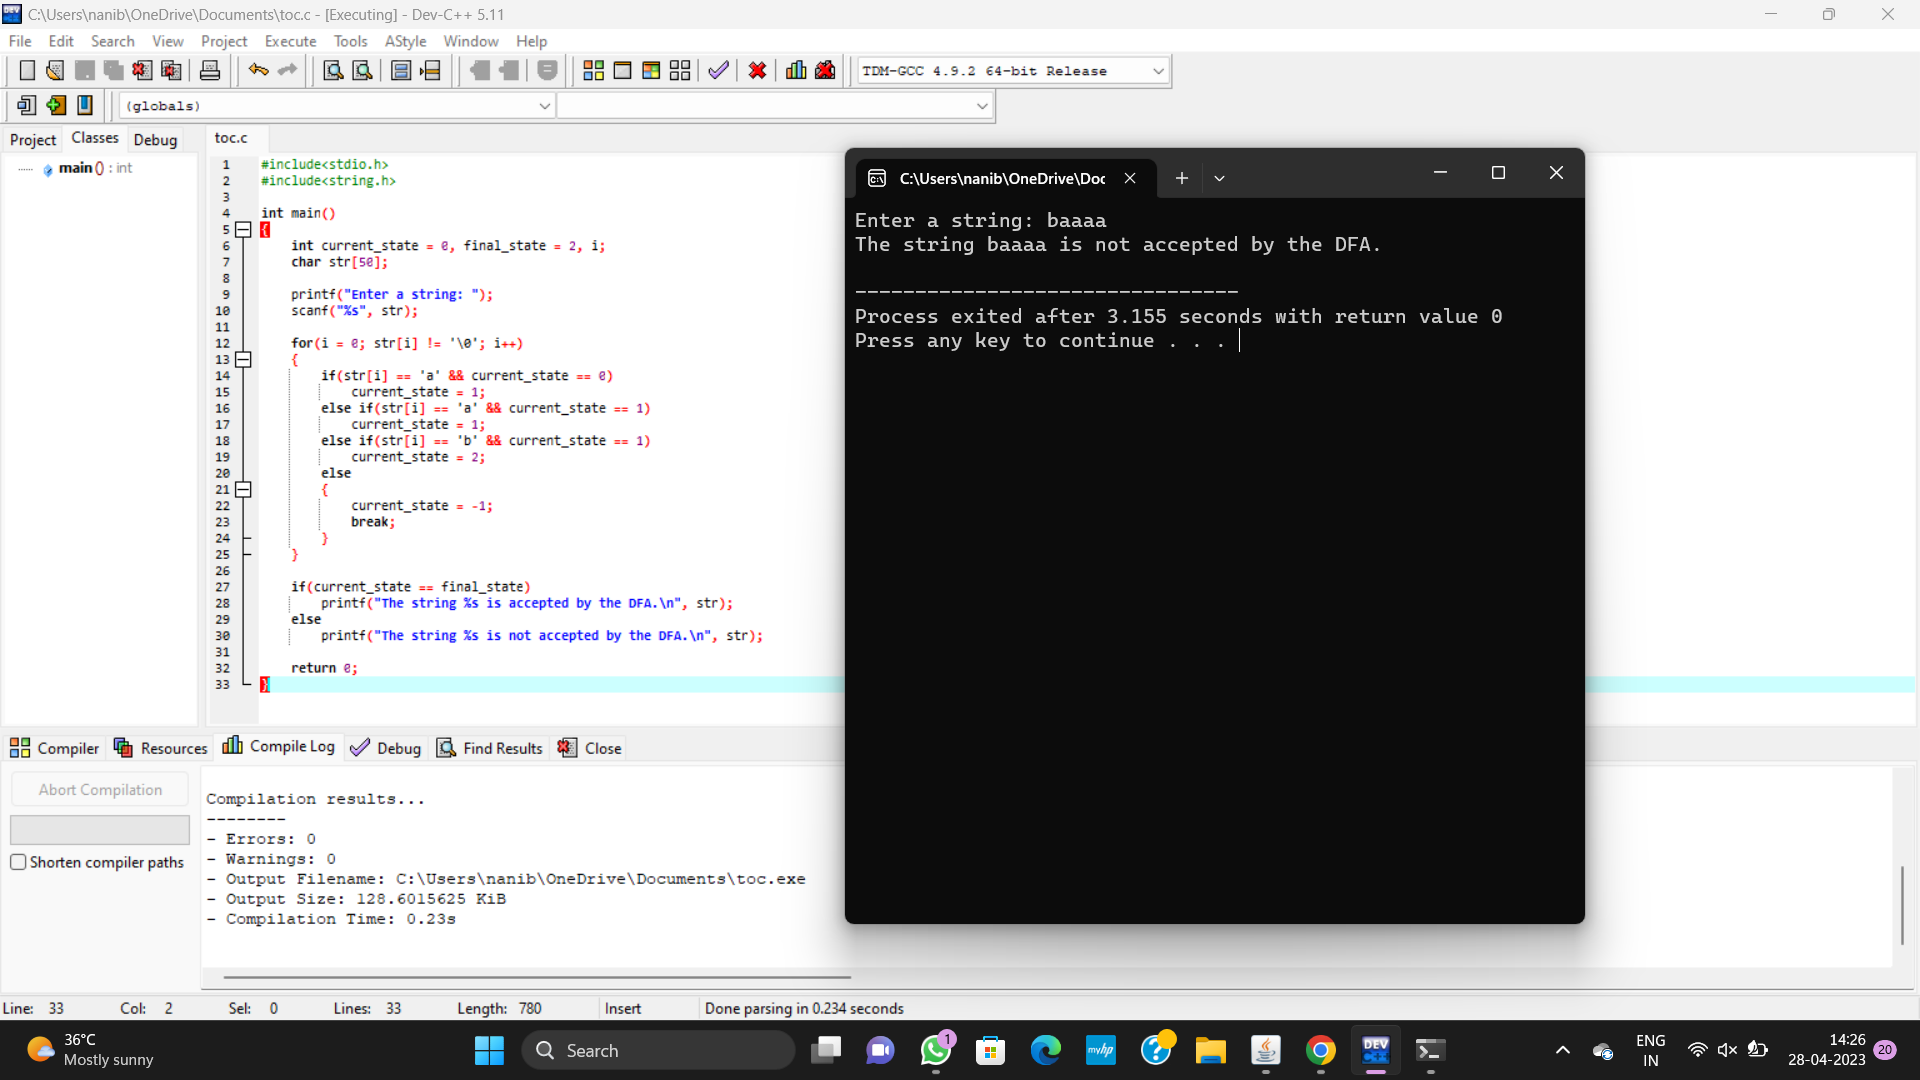 C:\Users\nanib\OneDrive\Documents\toc.c - [Executing] - Dev-C++ 5.11
File Edit Search View Project Execute Tools AStyle Window Help
TDM-GCC 4.9.2 64-bit Release
(globals)
Project Classes Debug
toc.c
main () : int
1 #include<stdio.h>
2 #include<string.h>
3
4 int main()
5 {
6 int current_state = 0, final_state = 2, i;
7 char str[50];
8
9 printf("Enter a string: ");
10 scanf("%s", str);
11
12 for(i = 0; str[i] != '\0'; i++)
13 {
14 if(str[i] == 'a' && current_state == 0)
15 current_state = 1;
16 else if(str[i] == 'a' && current_state == 1)
17 current_state = 1;
18 else if(str[i] == 'b' && current_state == 1)
19 current_state = 2;
20 else
21 {
22 current_state = -1;
23 break;
24 }
25 }
26
27 if(current_state == final_state)
28 printf("The string %s is accepted by the DFA.\n", str);
29 else
30 printf("The string %s is not accepted by the DFA.\n", str);
31
32 return 0;
33 }
C:\Users\nanib\OneDrive\Doc
Enter a string: baaaa
The string baaaa is not accepted by the DFA.
--------------------------------
Process exited after 3.155 seconds with return value 0
Press any key to continue . . .
Compiler Resources Compile Log Debug Find Results Close
Abort Compilation
Shorten compiler paths
Compilation results...
--------
- Errors: 0
- Warnings: 0
- Output Filename: C:\Users\nanib\OneDrive\Documents\toc.exe
- Output Size: 128.6015625 KiB
- Compilation Time: 0.23s
Line: 33 Col: 2 Sel: 0 Lines: 33 Length: 780 Insert Done parsing in 0.234 seconds
36°C
Mostly sunny
Search
1
myhp
DEV
C++
ENG
IN
14:26
28-04-2023
20